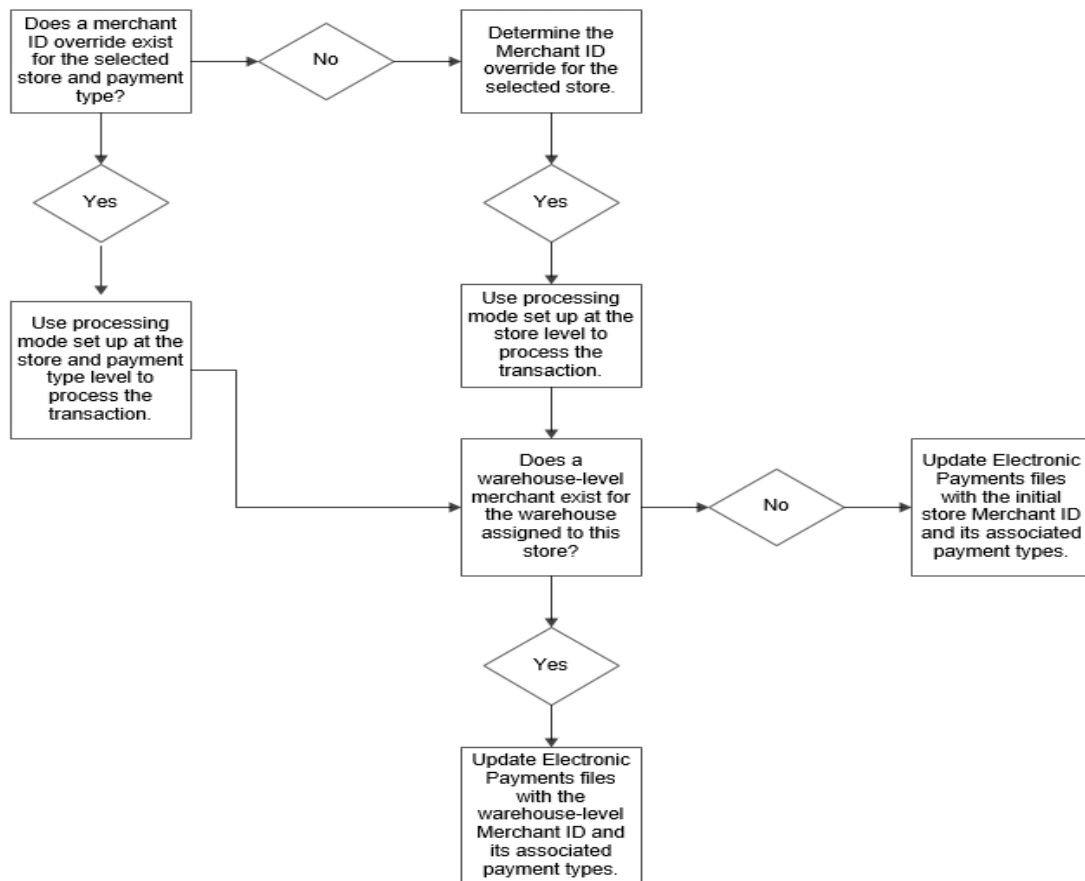 Does a merchant
ID override exist
for the selected
store and payment
type?
No
Determine the
Merchant ID
override for the
selected store.
Yes
Yes
Use processing
mode set up at the
store and payment
type level to
process the
transaction.
Use processing
mode set up at the
store level to
process the
transaction.
Does a
warehouse-level
merchant exist for
the warehouse
assigned to this
store?
No
Update Electronic
Payments files
with the initial
store Merchant ID
and its associated
payment types.
Yes
Update Electronic
Payments files
with the
warehouse-level
Merchant ID and
its associated
payment types.